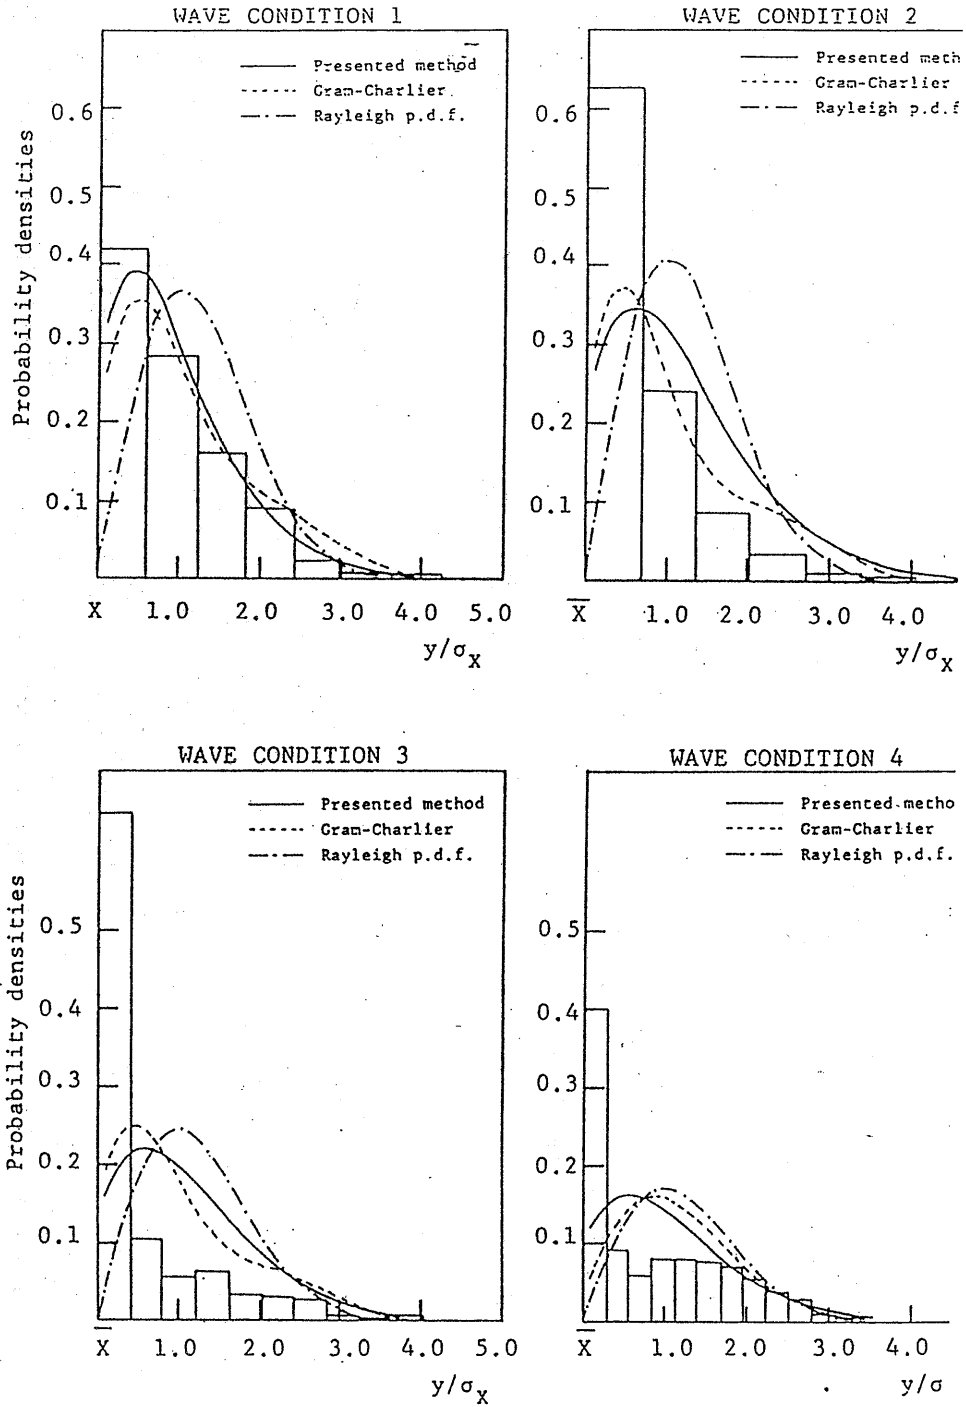 WAVE CONDITION 1
Presented method
Gram-Charlier
Rayleigh p.d.f.
Probability densities
0.6
0.5
0.4
0.3
0.2
0.1
X 1.0 2.0 3.0 4.0 5.0
y/σX
WAVE CONDITION 2
Presented meth
Gram-Charlier
Rayleigh p.d.f
0.6
0.5
0.4
0.3
0.2
0.1
X̄ 1.0 2.0 3.0 4.0
y/σX
WAVE CONDITION 3
Presented method
Gram-Charlier
Rayleigh p.d.f.
Probability densities
0.5
0.4
0.3
0.2
0.1
X̄ 1.0 2.0 3.0 4.0 5.0
y/σX
WAVE CONDITION 4
Presented metho
Gram-Charlier
Rayleigh p.d.f.
0.5
0.4
0.3
0.2
0.1
X̄ 1.0 2.0 3.0 4.0
y/σ